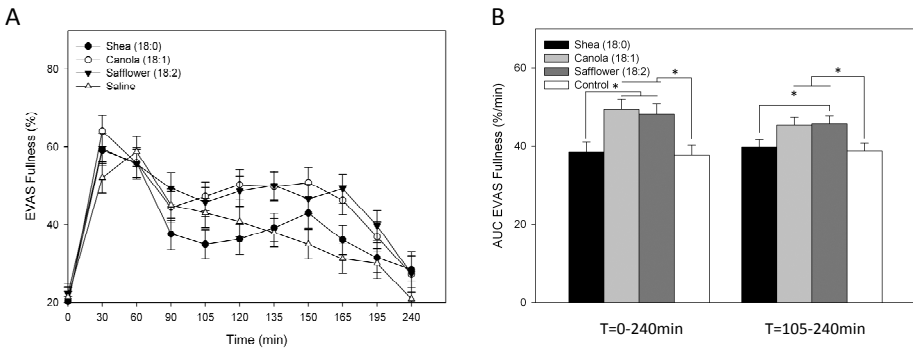 A
Shea (18:0)
Canola (18:1)
Safflower (18:2)
Saline
EVAS Fullness (%)
80
60
40
20
0 30 60 90 105 120 135 150 165 195 240
Time (min)
B
Shea (18:0)
Canola (18:1)
Safflower (18:2)
Control
AUC EVAS Fullness (%/min)
60
40
20
0
* * * *
T=0-240min T=105-240min